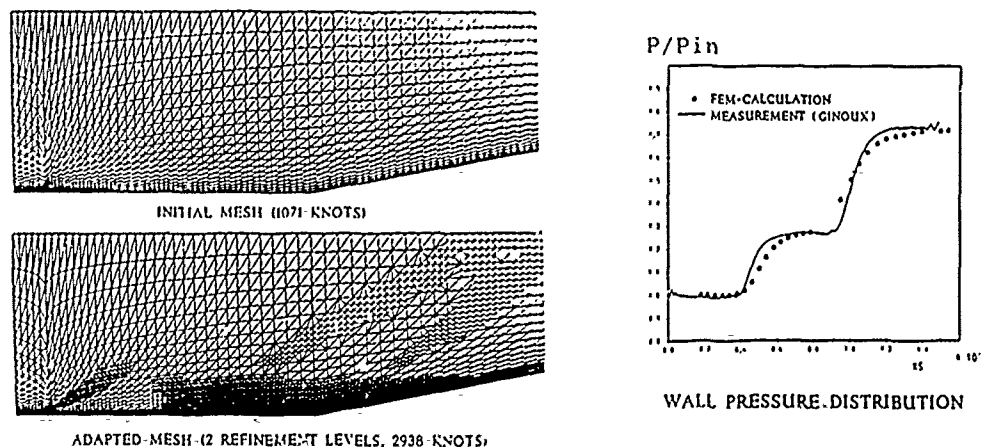 INITIAL MESH (1071-KNOTS)
ADAPTED-MESH-(2 REFINEMENT LEVELS, 2938-KNOTS)
P/Pin
FEM-CALCULATION
MEASUREMENT (GINOUX)
XS
WALL PRESSURE.DISTRIBUTION